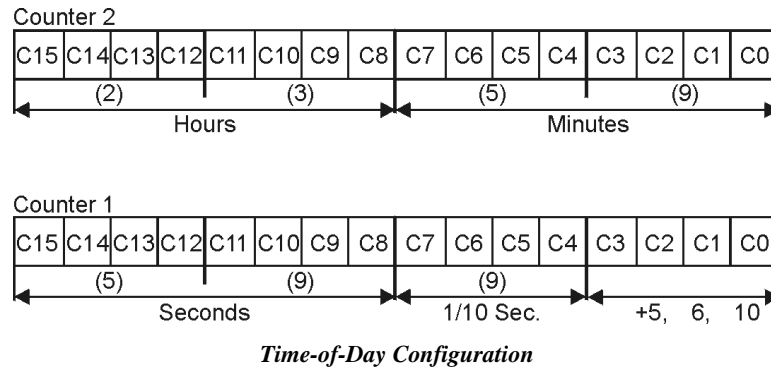 Counter 2
C15 C14 C13 C12 C11 C10 C9 C8 C7 C6 C5 C4 C3 C2 C1 C0
(2) (3) (5) (9)
Hours Minutes
Counter 1
C15 C14 C13 C12 C11 C10 C9 C8 C7 C6 C5 C4 C3 C2 C1 C0
(5) (9) (9)
Seconds 1/10 Sec. +5, 6, 10
Time-of-Day Configuration